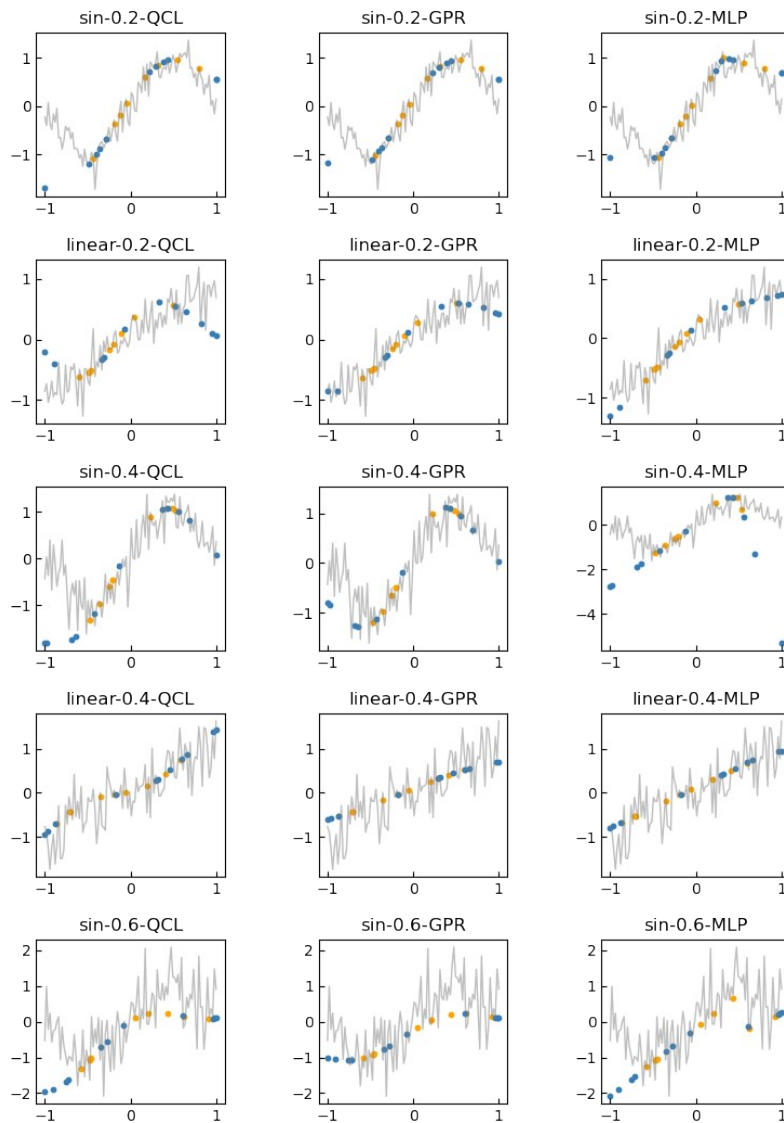 sin-0.2-QCL sin-0.2-GPR sin-0.2-MLP
1 1 1
0 0 0
−1 −1 −1
−1 0 1 −1 0 1 −1 0 1
linear-0.2-QCL linear-0.2-GPR linear-0.2-MLP
1 1 1
0 0 0
−1 −1 −1
−1 0 1 −1 0 1 −1 0 1
sin-0.4-QCL sin-0.4-GPR sin-0.4-MLP
1 1 0
0 0 −2
−1 −1 −4
−1 0 1 −1 0 1 −1 0 1
linear-0.4-QCL linear-0.4-GPR linear-0.4-MLP
1 1 1
0 0 0
−1 −1 −1
−1 0 1 −1 0 1 −1 0 1
sin-0.6-QCL sin-0.6-GPR sin-0.6-MLP
2 2 2
1 1 1
0 0 0
−1 −1 −1
−2 −2 −2
−1 0 1 −1 0 1 −1 0 1